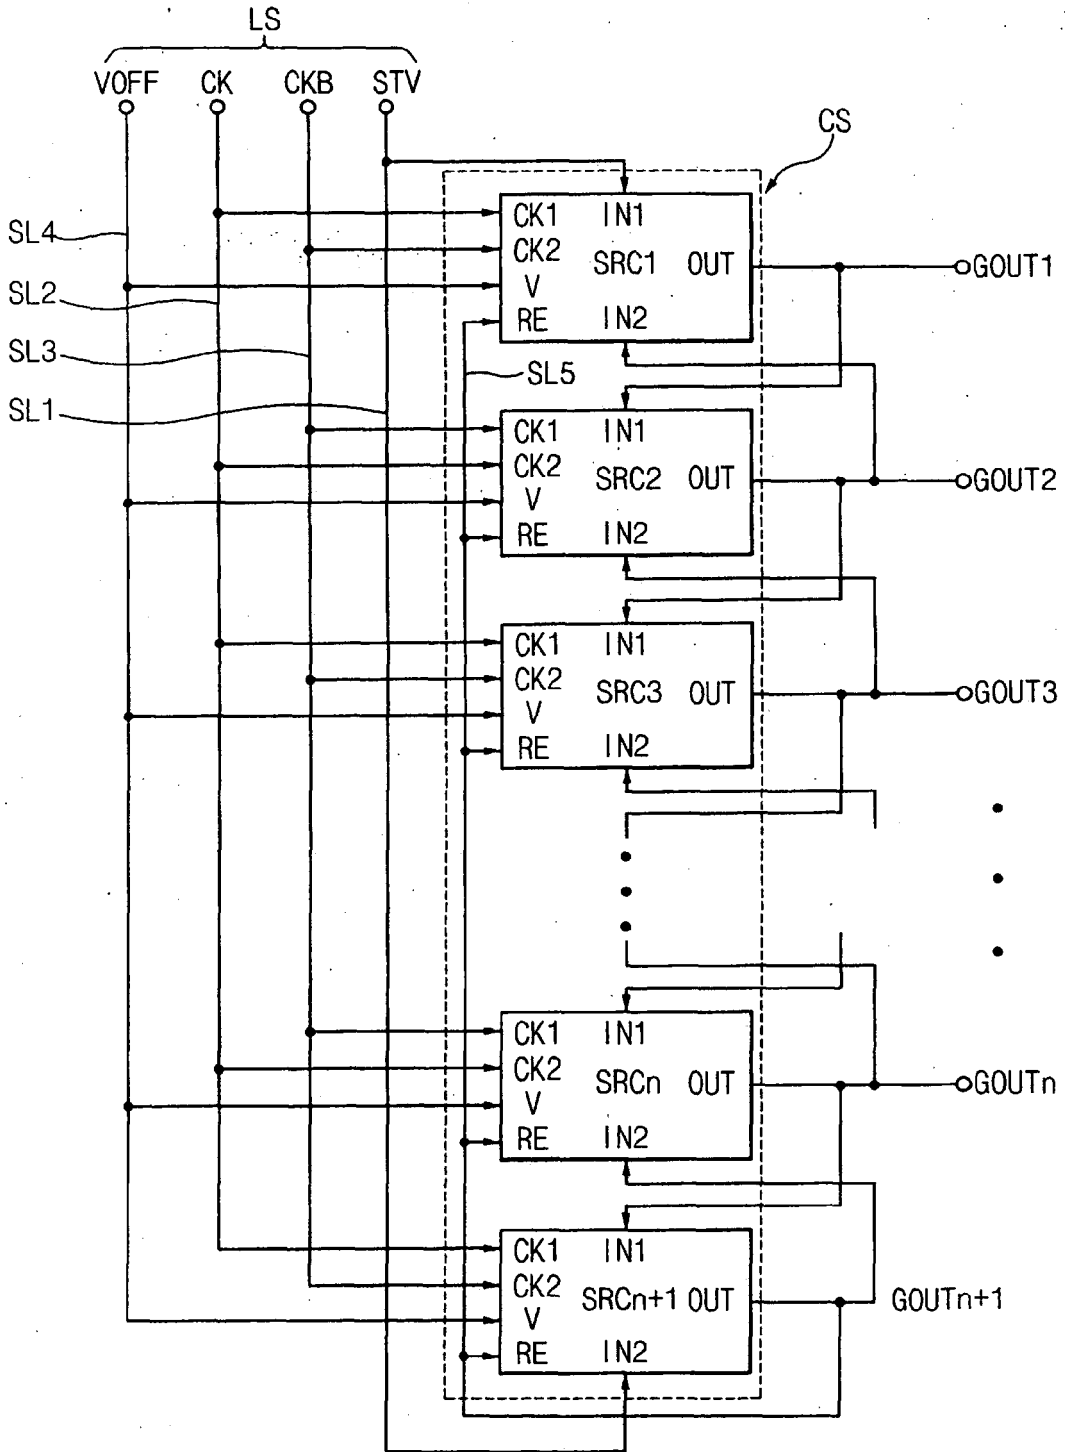 LS
VOFF CK CKB STV
CS
CK1 IN1
SL4
CK2 SRC1 OUT GOUT1
V
SL2
RE IN2
SL3
SL5
SL1
CK1 IN1
CK2 SRC2 OUT GOUT2
V
RE IN2
CK1 IN1
CK2 SRC3 OUT GOUT3
V
RE IN2
CK1 IN1
CK2 SRCn OUT GOUTn
V
RE IN2
CK1 IN1
CK2 SRCn+1 OUT GOUTn+1
V
RE IN2